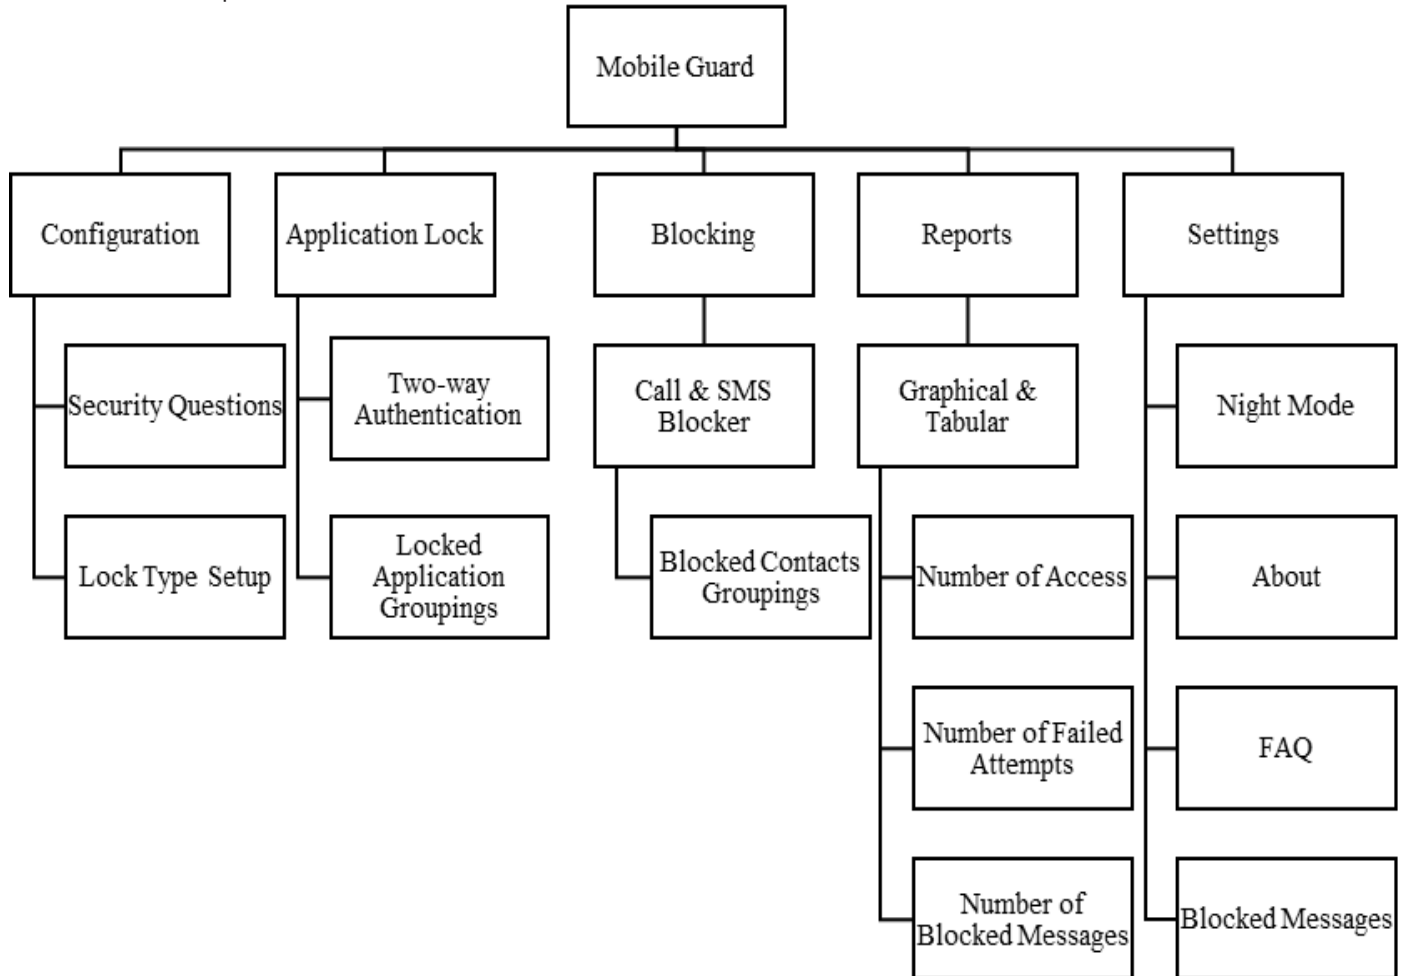 Mobile Guard
Configuration
Application Lock
Blocking
Reports
Settings
Security Questions
Two-way
Authentication
Call & SMS
Blocker
Graphical &
Tabular
Night Mode
Lock Type Setup
Locked
Application
Groupings
Blocked Contacts
Groupings
Number of Access
About
Number of Failed
Attempts
FAQ
Number of
Blocked Messages
Blocked Messages